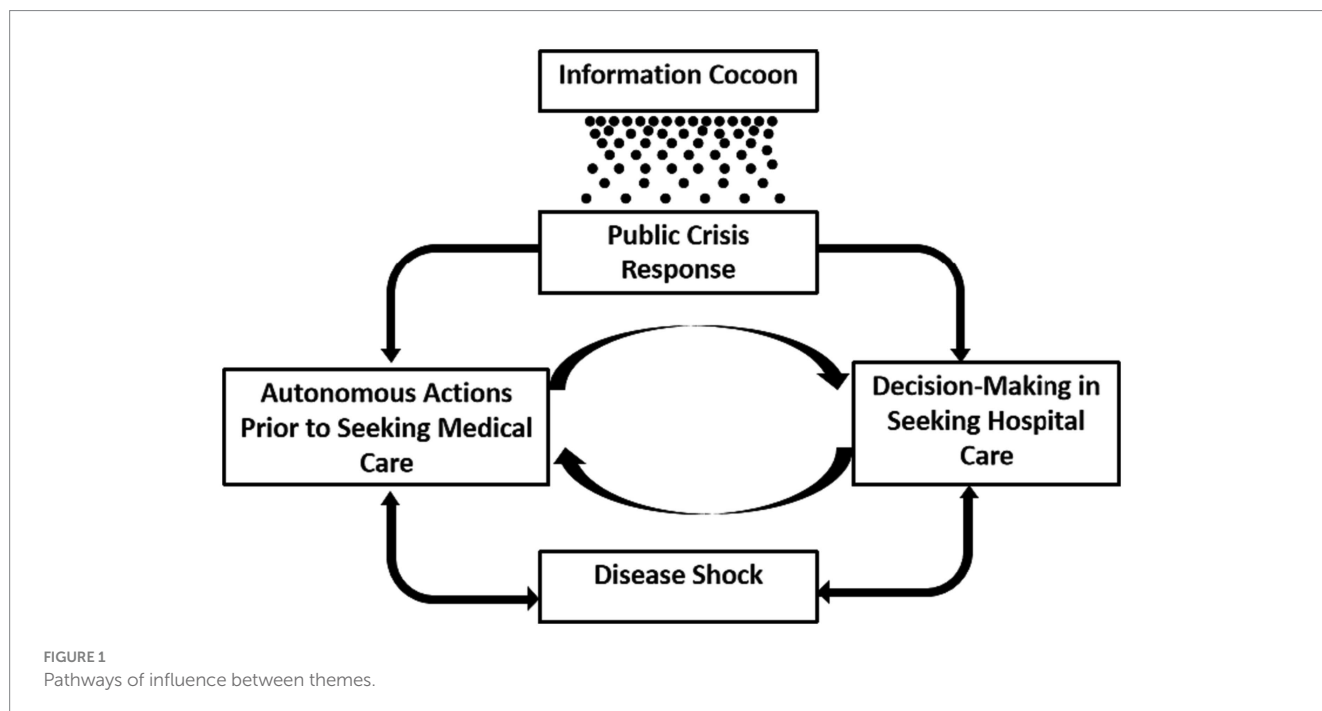 Information Cocoon
Public Crisis
Response
Autonomous Actions
Prior to Seeking Medical
Care
Decision-Making in
Seeking Hospital
Care
Disease Shock
FIGURE 1
Pathways of influence between themes.